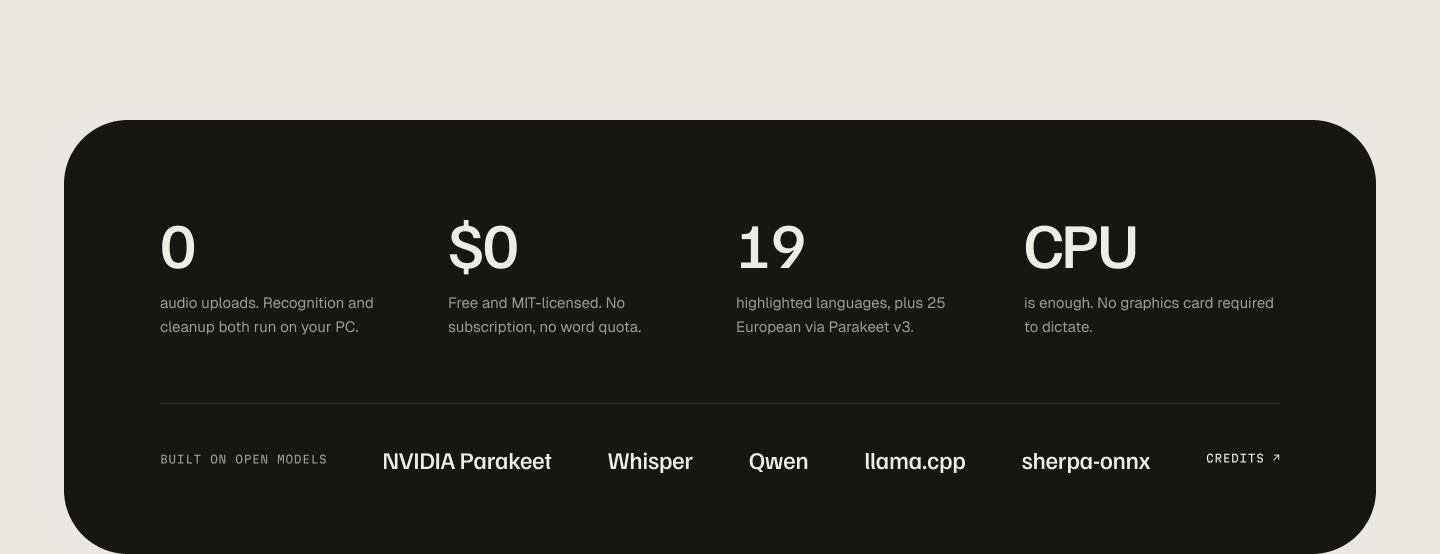 0
audio uploads. Recognition and
cleanup both run on your PC.
$0
Free and MIT-licensed. No
subscription, no word quota.
19
highlighted languages, plus 25
European via Parakeet v3.
CPU
is enough. No graphics card required
to dictate.
BUILT ON OPEN MODELS
NVIDIA Parakeet
Whisper
Qwen
llama.cpp
sherpa-onnx
CREDITS ↗